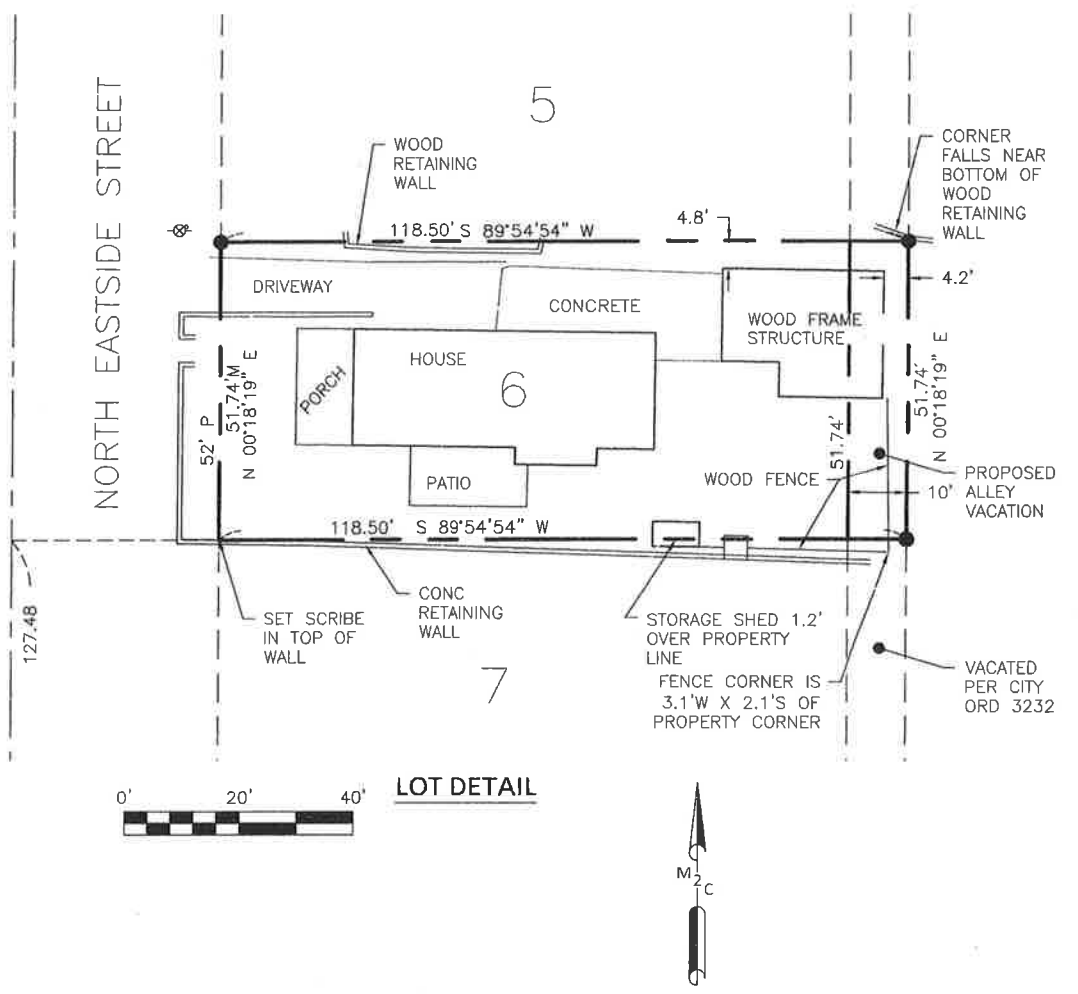 NORTH EASTSIDE STREET
5
WOOD
RETAINING
WALL
CORNER
FALLS NEAR
BOTTOM OF
WOOD
RETAINING
WALL
118.50' S 89°54'54" W
4.8'
4.2'
DRIVEWAY
CONCRETE
WOOD FRAME
STRUCTURE
HOUSE
6
PORCH
52' P
51.74'M
N 00°18'19" E
51.74'
51.74'
N 00°18'19" E
PATIO
WOOD FENCE
10'
PROPOSED
ALLEY
VACATION
118.50' S 89°54'54" W
127.48
SET SCRIBE
IN TOP OF
WALL
CONC
RETAINING
WALL
STORAGE SHED 1.2'
OVER PROPERTY
LINE
FENCE CORNER IS
3.1'W X 2.1'S OF
PROPERTY CORNER
VACATED
PER CITY
ORD 3232
7
LOT DETAIL
0' 20' 40'
M2C